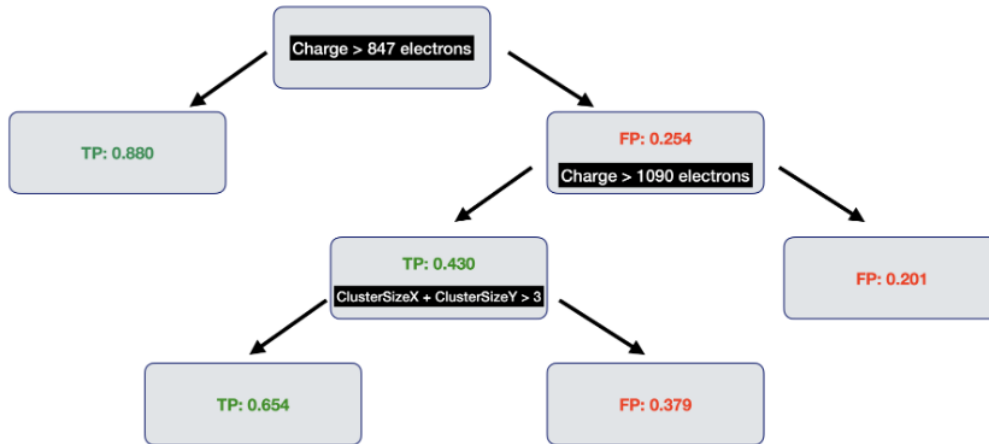 Charge > 847 electrons
TP: 0.880
FP: 0.254
Charge > 1090 electrons
TP: 0.430
ClusterSizeX + ClusterSizeY > 3
FP: 0.201
TP: 0.654
FP: 0.379